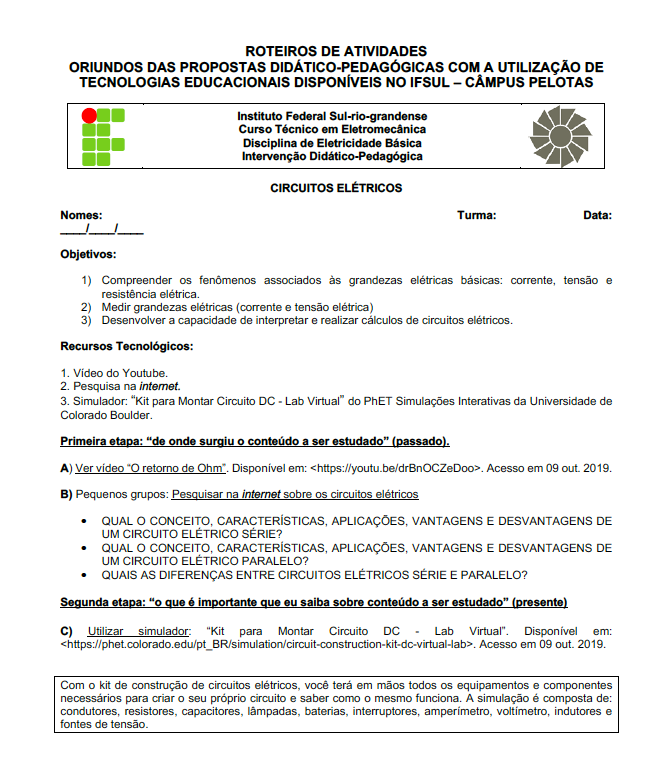 ROTEIROS DE ATIVIDADES
ORIUNDOS DAS PROPOSTAS DIDÁTICO-PEDAGÓGICAS COM A UTILIZAÇÃO DE
TECNOLOGIAS EDUCACIONAIS DISPONÍVEIS NO IFSUL – CÂMPUS PELOTAS
Instituto Federal Sul-rio-grandense
Curso Técnico em Eletromecânica
Disciplina de Eletricidade Básica
Intervenção Didático-Pedagógica
CIRCUITOS ELÉTRICOS
Nomes: Turma: Data:
____/____/____
Objetivos:
1) Compreender os fenômenos associados às grandezas elétricas básicas: corrente, tensão e
resistência elétrica.
2) Medir grandezas elétricas (corrente e tensão elétrica)
3) Desenvolver a capacidade de interpretar e realizar cálculos de circuitos elétricos.
Recursos Tecnológicos:
1. Vídeo do Youtube.
2. Pesquisa na internet.
3. Simulador: “Kit para Montar Circuito DC - Lab Virtual” do PhET Simulações Interativas da Universidade de
Colorado Boulder.
Primeira etapa: “de onde surgiu o conteúdo a ser estudado” (passado).
A) Ver vídeo “O retorno de Ohm”. Disponível em: <https://youtu.be/drBnOCZeDoo>. Acesso em 09 out. 2019.
B) Pequenos grupos: Pesquisar na internet sobre os circuitos elétricos
• QUAL O CONCEITO, CARACTERÍSTICAS, APLICAÇÕES, VANTAGENS E DESVANTAGENS DE
UM CIRCUITO ELÉTRICO SÉRIE?
• QUAL O CONCEITO, CARACTERÍSTICAS, APLICAÇÕES, VANTAGENS E DESVANTAGENS DE
UM CIRCUITO ELÉTRICO PARALELO?
• QUAIS AS DIFERENÇAS ENTRE CIRCUITOS ELÉTRICOS SÉRIE E PARALELO?
Segunda etapa: “o que é importante que eu saiba sobre conteúdo a ser estudado” (presente)
C) Utilizar simulador: “Kit para Montar Circuito DC - Lab Virtual”. Disponível em:
<https://phet.colorado.edu/pt_BR/simulation/circuit-construction-kit-dc-virtual-lab>. Acesso em 09 out. 2019.
Com o kit de construção de circuitos elétricos, você terá em mãos todos os equipamentos e componentes
necessários para criar o seu próprio circuito e saber como o mesmo funciona. A simulação é composta de:
condutores, resistores, capacitores, lâmpadas, baterias, interruptores, amperímetro, voltímetro, indutores e
fontes de tensão.